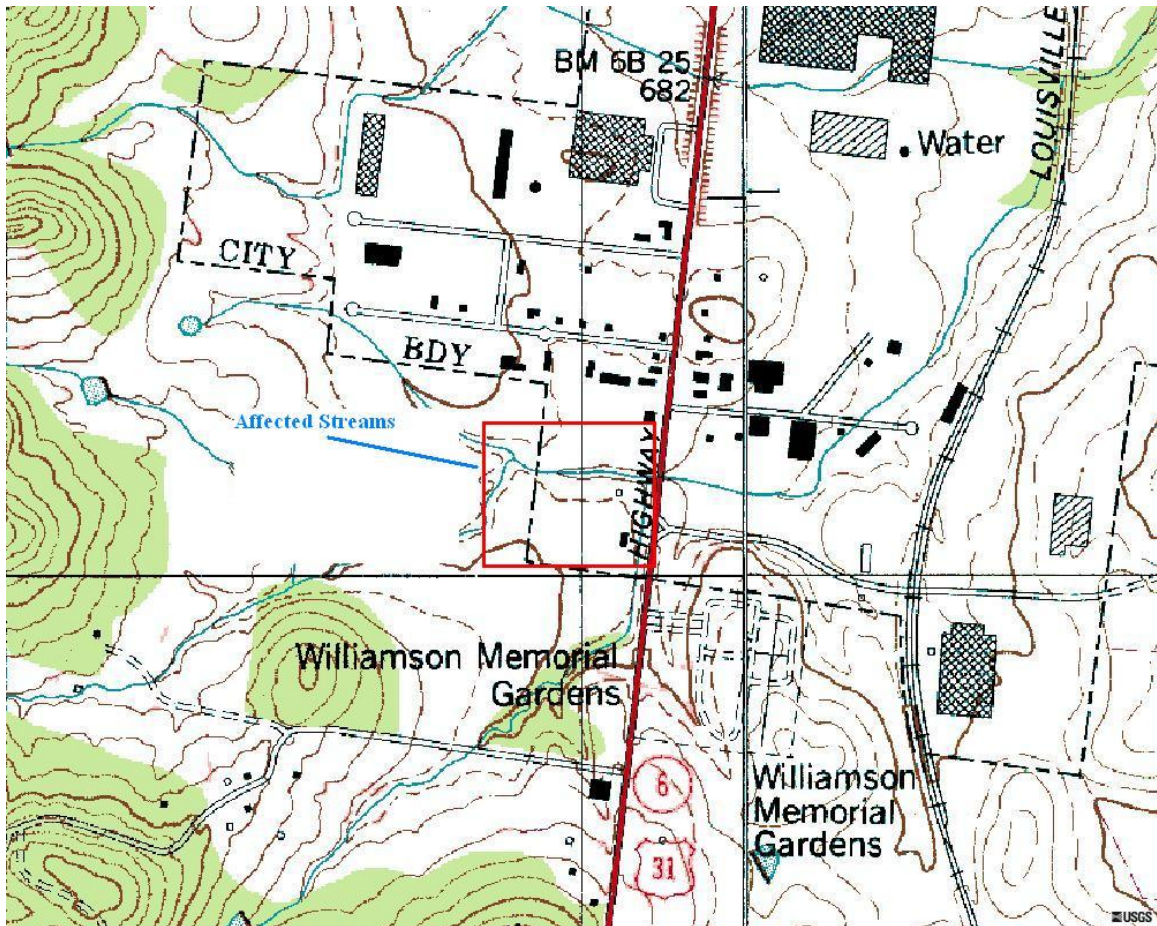 BM 6B 25
682
LOUISVILLE
Water
CITY
BDY
Affected Streams
HIGHWAY
Williamson Memorial
Gardens
6
31
Williamson
Memorial
Gardens
USGS